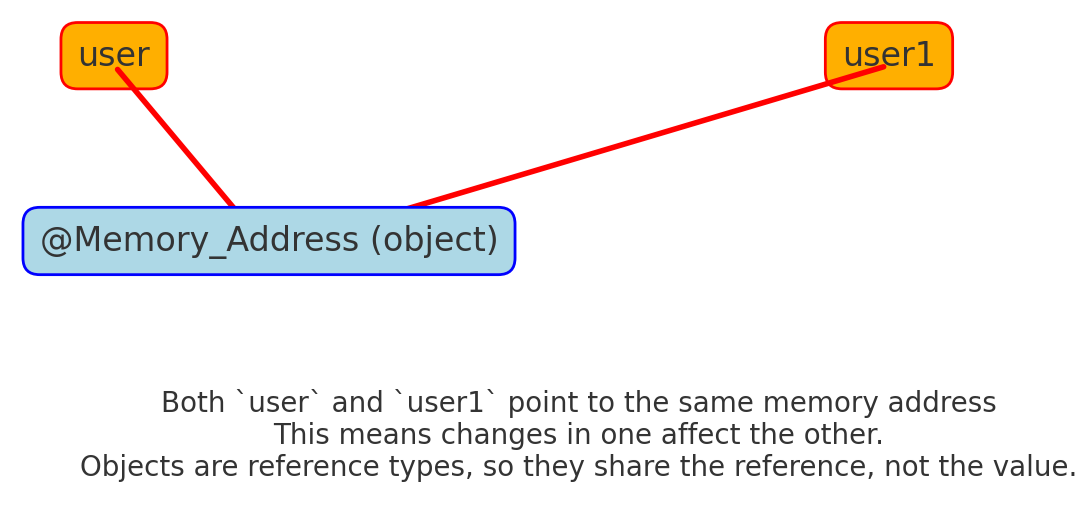 user
user1
@Memory_Address (object)
Both `user` and `user1` point to the same memory address
This means changes in one affect the other.
Objects are reference types, so they share the reference, not the value.